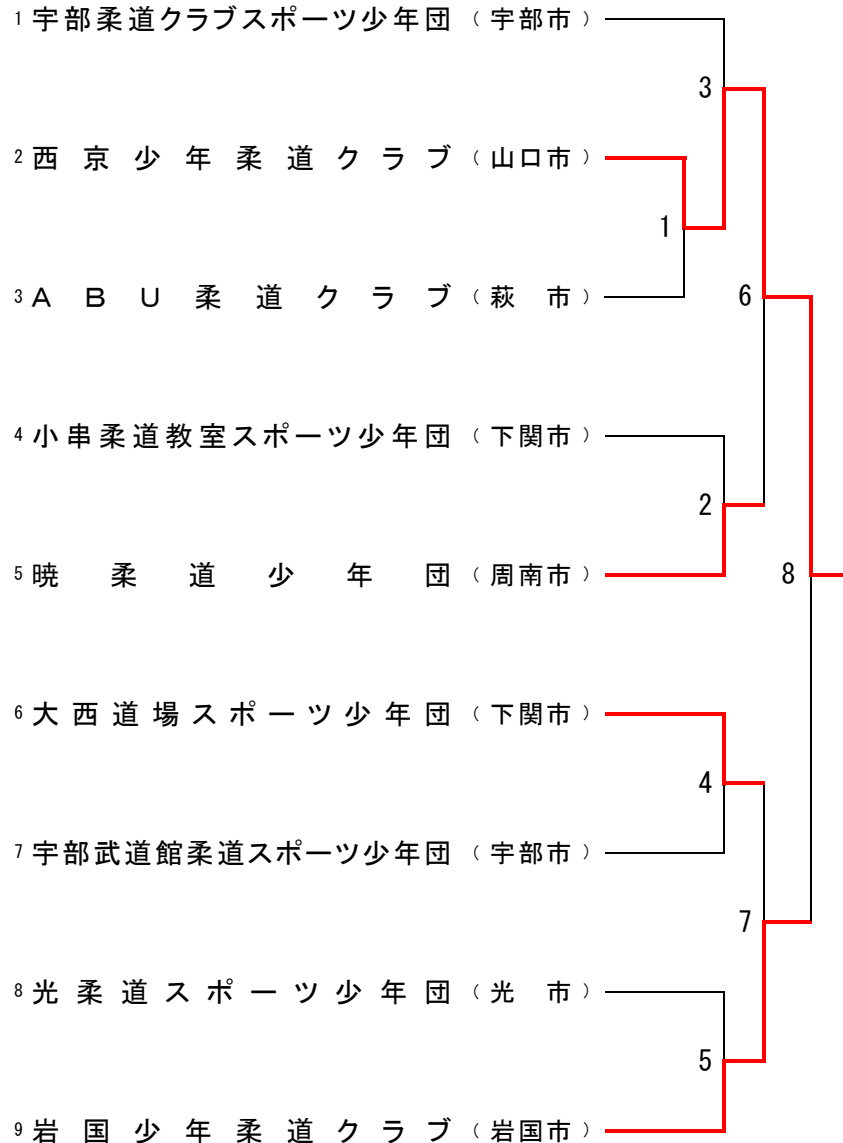 1 宇部柔道クラブスポーツ少年団 (宇部市)
3
2 西京少年柔道クラブ (山口市)
1
3 ABU柔道クラブ (萩市)
6
4 小串柔道教室スポーツ少年団 (下関市)
2
5 暁柔道少年団 (周南市)
8
6 大西道場スポーツ少年団 (下関市)
4
7 宇部武道館柔道スポーツ少年団 (宇部市)
7
8 光柔道スポーツ少年団 (光市)
5
9 岩国少年柔道クラブ (岩国市)